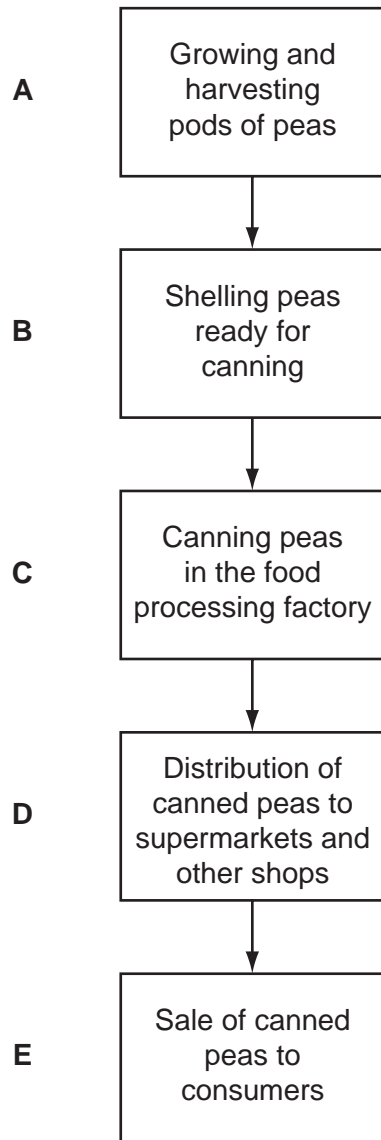 A
Growing and
harvesting
pods of peas
B
Shelling peas
ready for
canning
C
Canning peas
in the food
processing factory
D
Distribution of
canned peas to
supermarkets and
other shops
E
Sale of canned
peas to
consumers